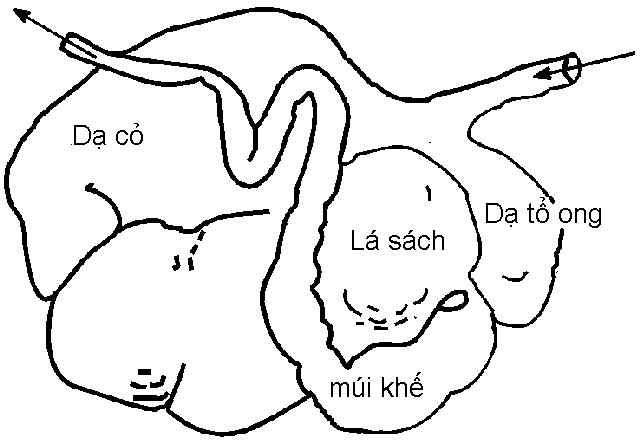 Dạ cỏ
Dạ tổ ong
Lá sách
múi khế